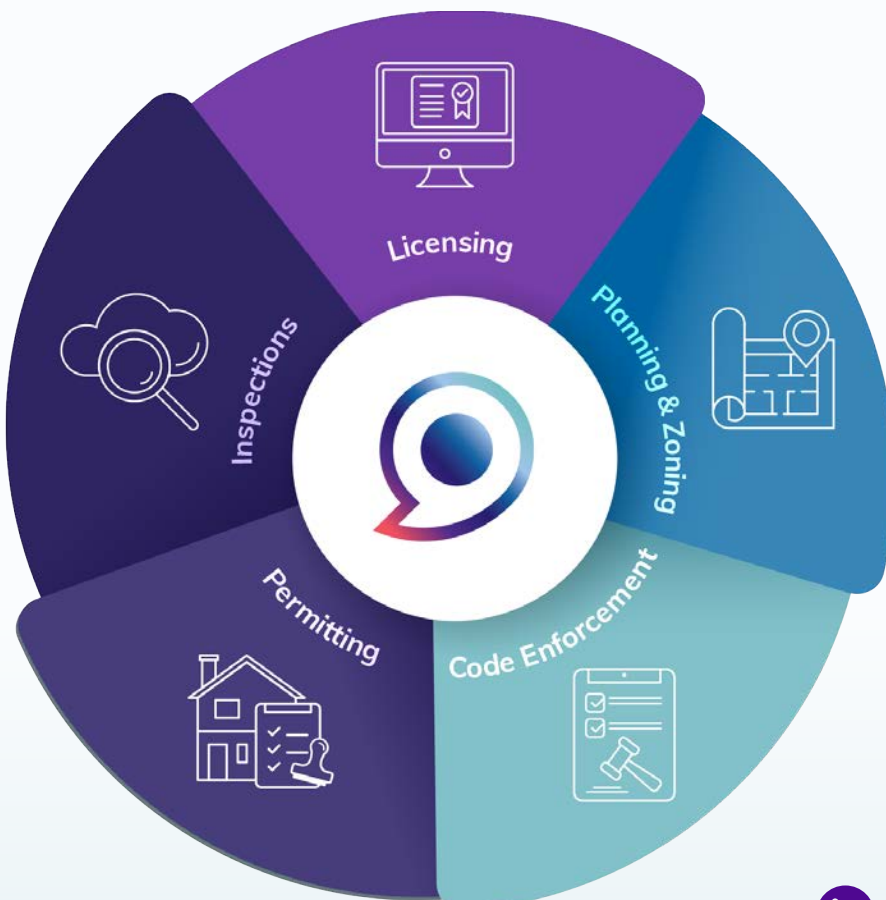 Licensing
Planning & Zoning
Code Enforcement
Permitting
Inspections